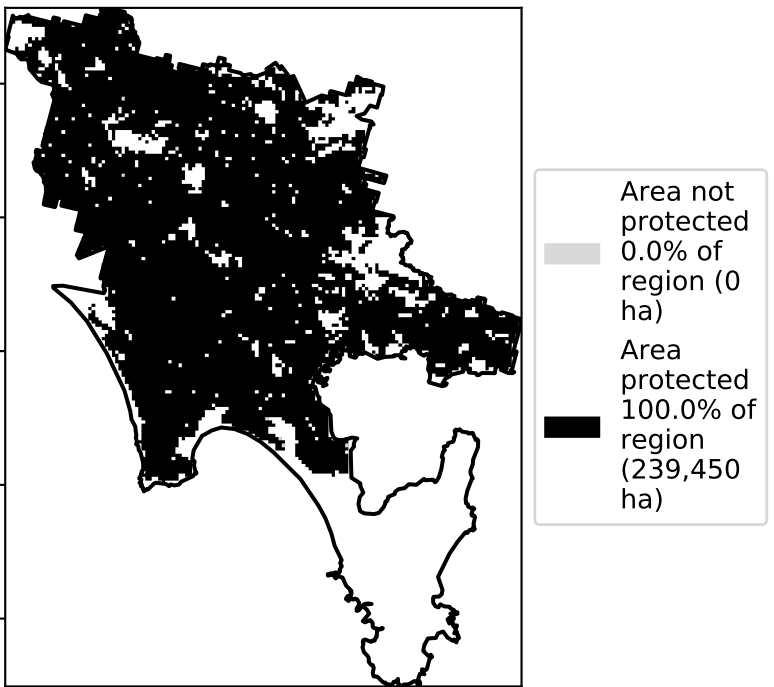 Area not
protected
0.0% of
region (0
ha)
Area
protected
100.0% of
region
(239,450
ha)